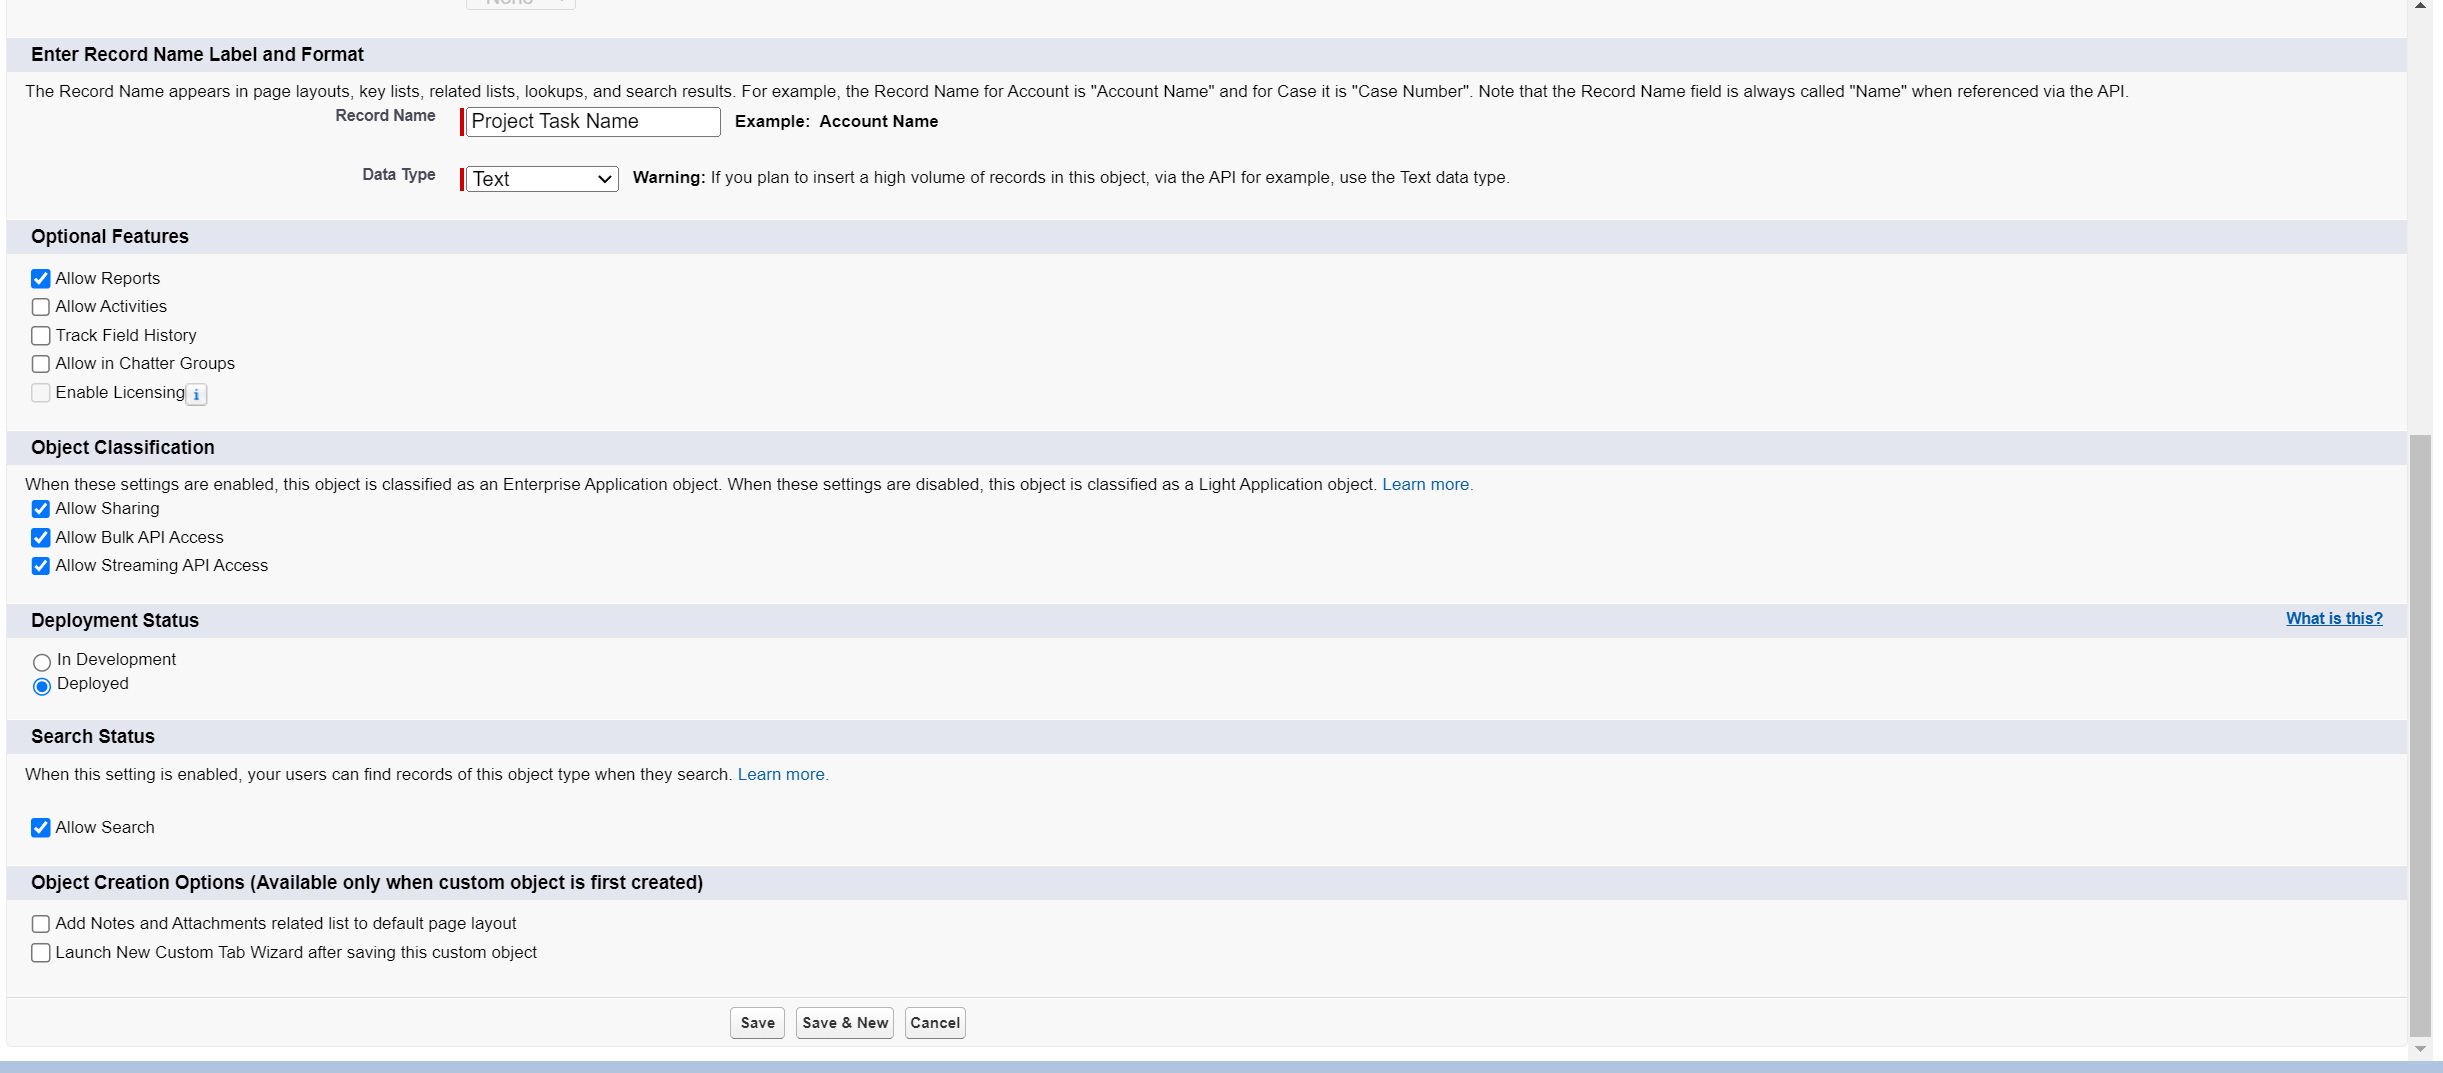 None
Enter Record Name Label and Format
The Record Name appears in page layouts, key lists, related lists, lookups, and search results. For example, the Record Name for Account is "Account Name" and for Case it is "Case Number". Note that the Record Name field is always called "Name" when referenced via the API.
Record Name Project Task Name Example: Account Name
Data Type Text Warning: If you plan to insert a high volume of records in this object, via the API for example, use the Text data type.
Optional Features
Allow Reports
Allow Activities
Track Field History
Allow in Chatter Groups
Enable Licensing i
Object Classification
When these settings are enabled, this object is classified as an Enterprise Application object. When these settings are disabled, this object is classified as a Light Application object. Learn more.
Allow Sharing
Allow Bulk API Access
Allow Streaming API Access
Deployment Status What is this?
In Development
Deployed
Search Status
When this setting is enabled, your users can find records of this object type when they search. Learn more.
Allow Search
Object Creation Options (Available only when custom object is first created)
Add Notes and Attachments related list to default page layout
Launch New Custom Tab Wizard after saving this custom object
Save Save & New Cancel